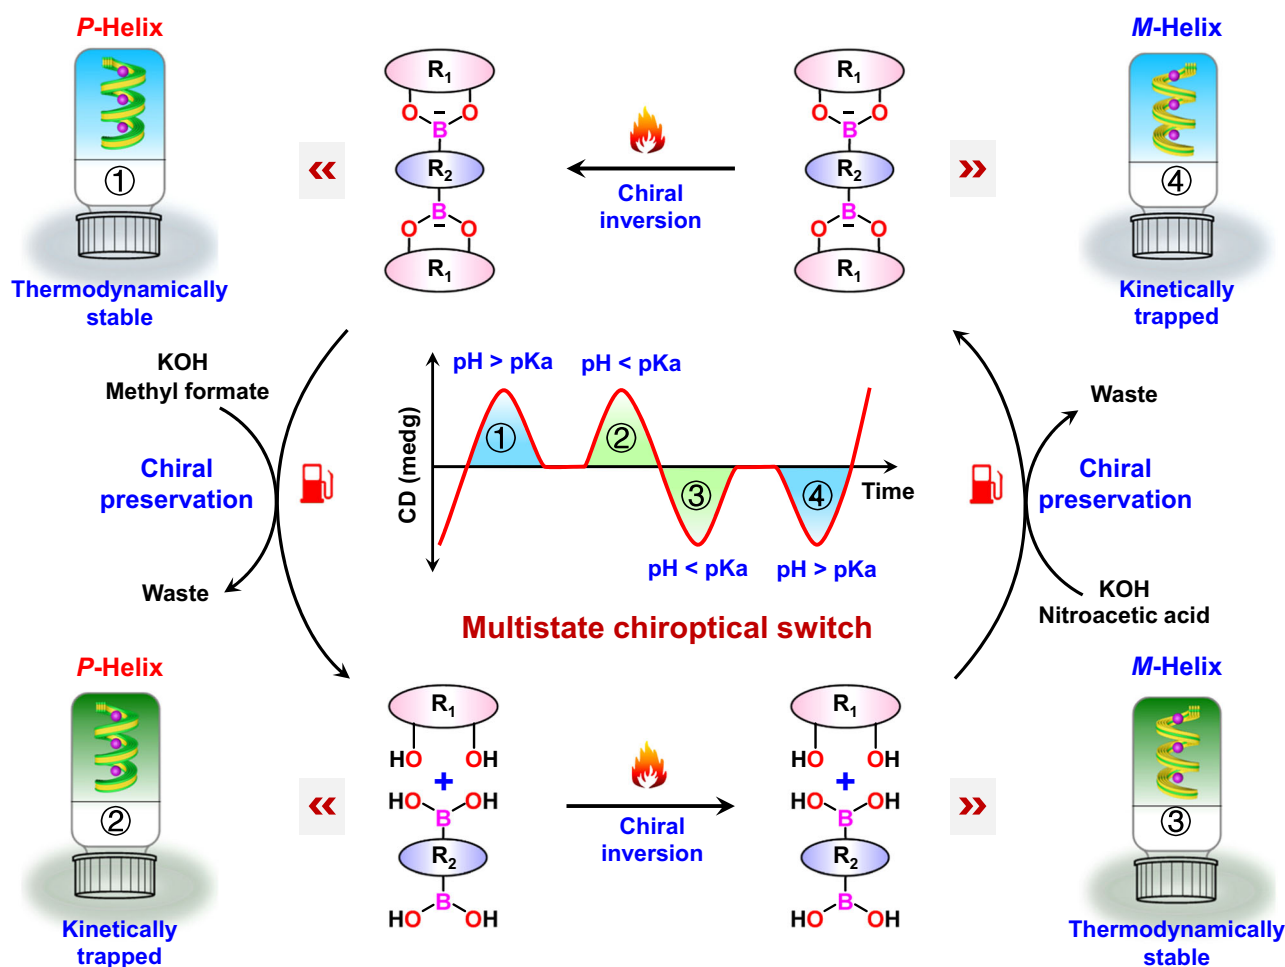 P-Helix
M-Helix
R1
R1
O
O
O
O
B
B
R2
R2
Chiral
inversion
①
④
«
»
B
B
O
O
O
O
R1
R1
Thermodynamically
stable
Kinetically
trapped
KOH
Methyl formate
Chiral
preservation
Waste
CD (medg)
pH > pKa
pH < pKa
①
②
③
④
Time
pH < pKa
pH > pKa
Waste
Chiral
preservation
KOH
Nitroacetic acid
Multistate chiroptical switch
P-Helix
M-Helix
R1
R1
HO
OH
HO
OH
+
+
HO
OH
HO
OH
B
B
R2
R2
Chiral
inversion
②
③
«
»
B
B
HO
OH
HO
OH
Kinetically
trapped
Thermodynamically
stable